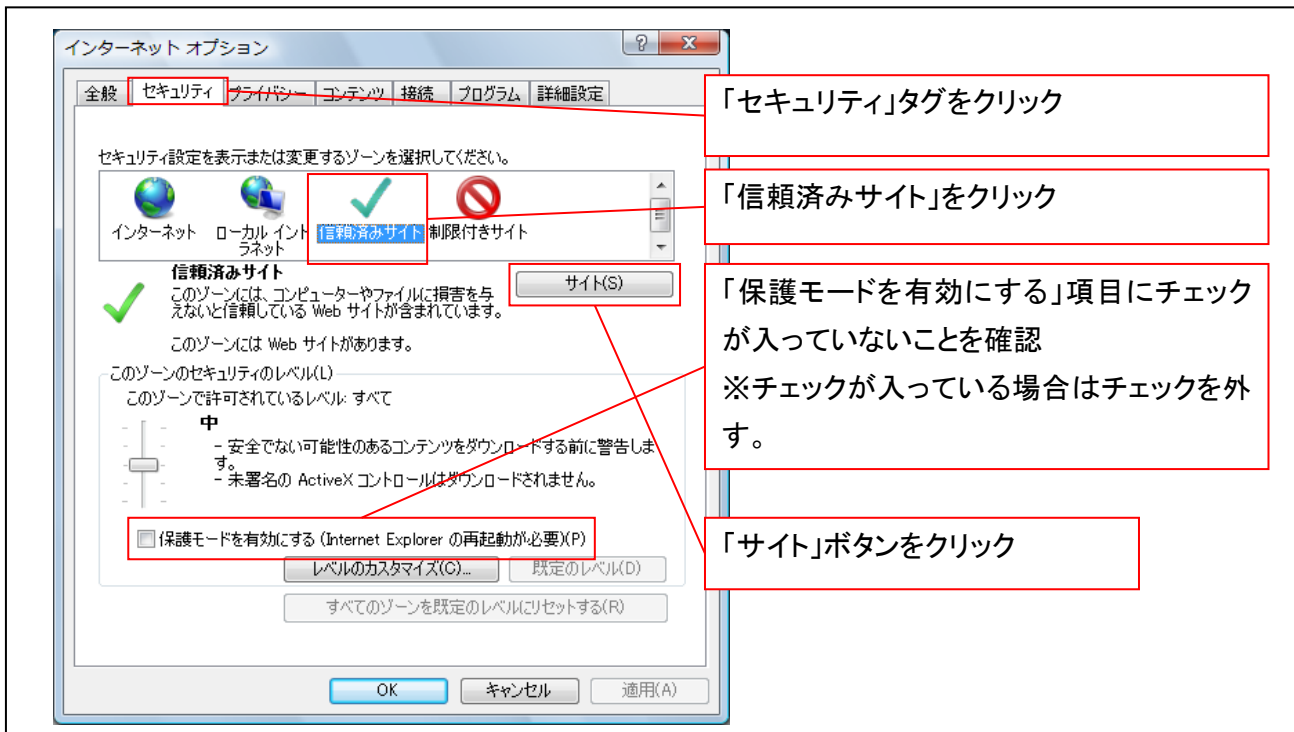 インターネット オプション
全般 セキュリティ プライバシー コンテンツ 接続 プログラム 詳細設定
セキュリティ設定を表示または変更するゾーンを選択してください。
インターネット
ローカル イント
ラネット
信頼済みサイト
制限付きサイト
信頼済みサイト
このゾーンには、コンピューターやファイルに損害を与
えないと信頼している Web サイトが含まれています。
このゾーンには Web サイトがあります。
サイト(S)
このゾーンのセキュリティのレベル(L)
このゾーンで許可されているレベル: すべて
中
- 安全でない可能性のあるコンテンツをダウンロードする前に警告しま
す。
- 未署名の ActiveX コントロールはダウンロードされません。
保護モードを有効にする (Internet Explorer の再起動が必要)(P)
レベルのカスタマイズ(C)... 既定のレベル(D)
すべてのゾーンを既定のレベルにリセットする(R)
OK キャンセル 適用(A)
「セキュリティ」タグをクリック
「信頼済みサイト」をクリック
「保護モードを有効にする」項目にチェック
が入っていないことを確認
※チェックが入っている場合はチェックを外
す。
「サイト」ボタンをクリック